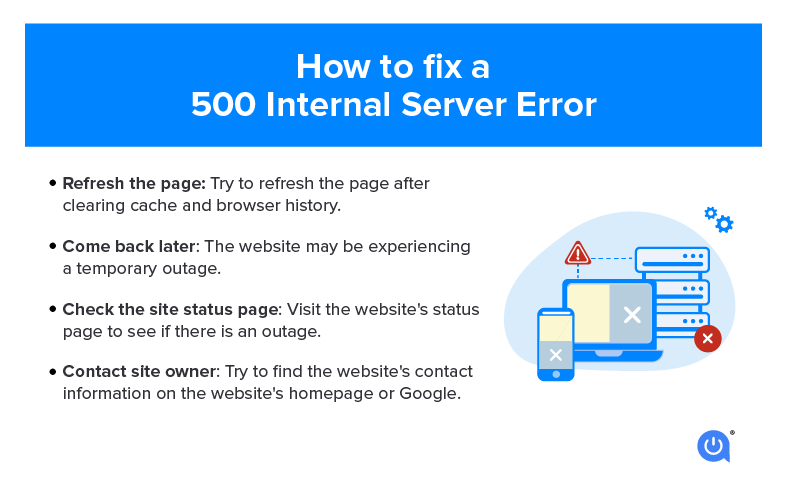 How to fix a
500 Internal Server Error
• Refresh the page: Try to refresh the page after
clearing cache and browser history.
• Come back later: The website may be experiencing
a temporary outage.
• Check the site status page: Visit the website's status
page to see if there is an outage.
• Contact site owner: Try to find the website's contact
information on the website's homepage or Google.
®